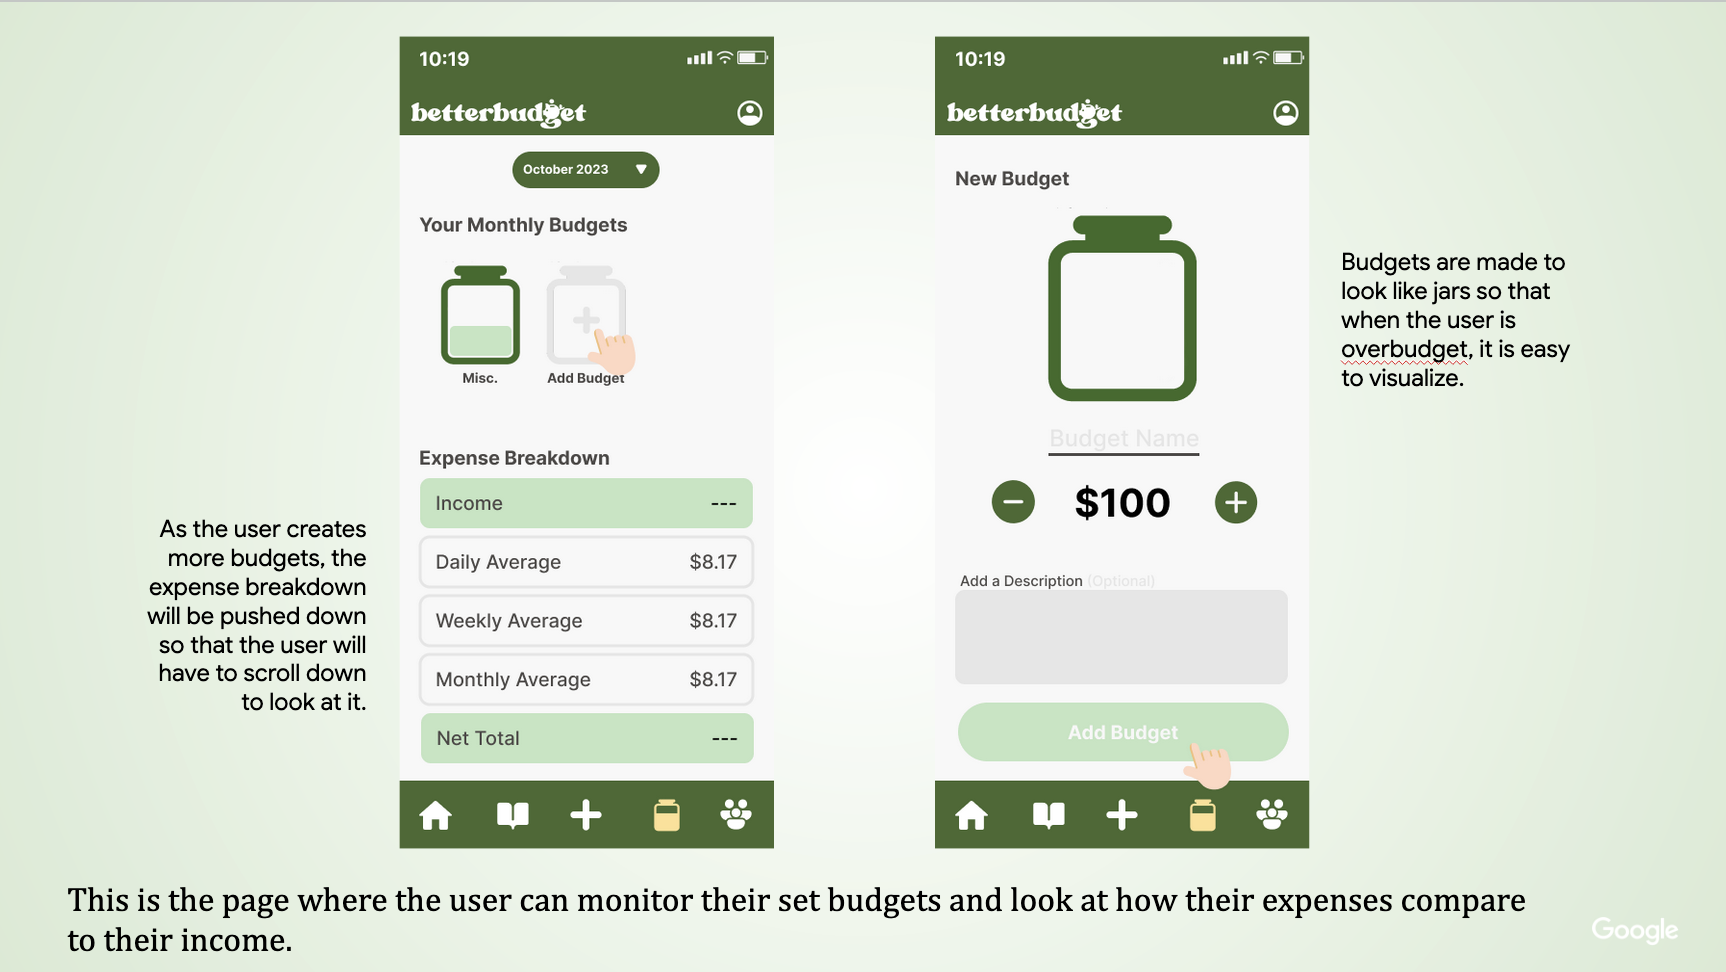 10:19
betterbudget
October 2023
Your Monthly Budgets
Misc.
Add Budget
Expense Breakdown
Income ---
Daily Average $8.17
Weekly Average $8.17
Monthly Average $8.17
Net Total ---
As the user creates
more budgets, the
expense breakdown
will be pushed down
so that the user will
have to scroll down
to look at it.
10:19
betterbudget
New Budget
Budget Name
$100
Add a Description (Optional)
Add Budget
Budgets are made to
look like jars so that
when the user is
overbudget, it is easy
to visualize.
This is the page where the user can monitor their set budgets and look at how their expenses compare
to their income.
Google